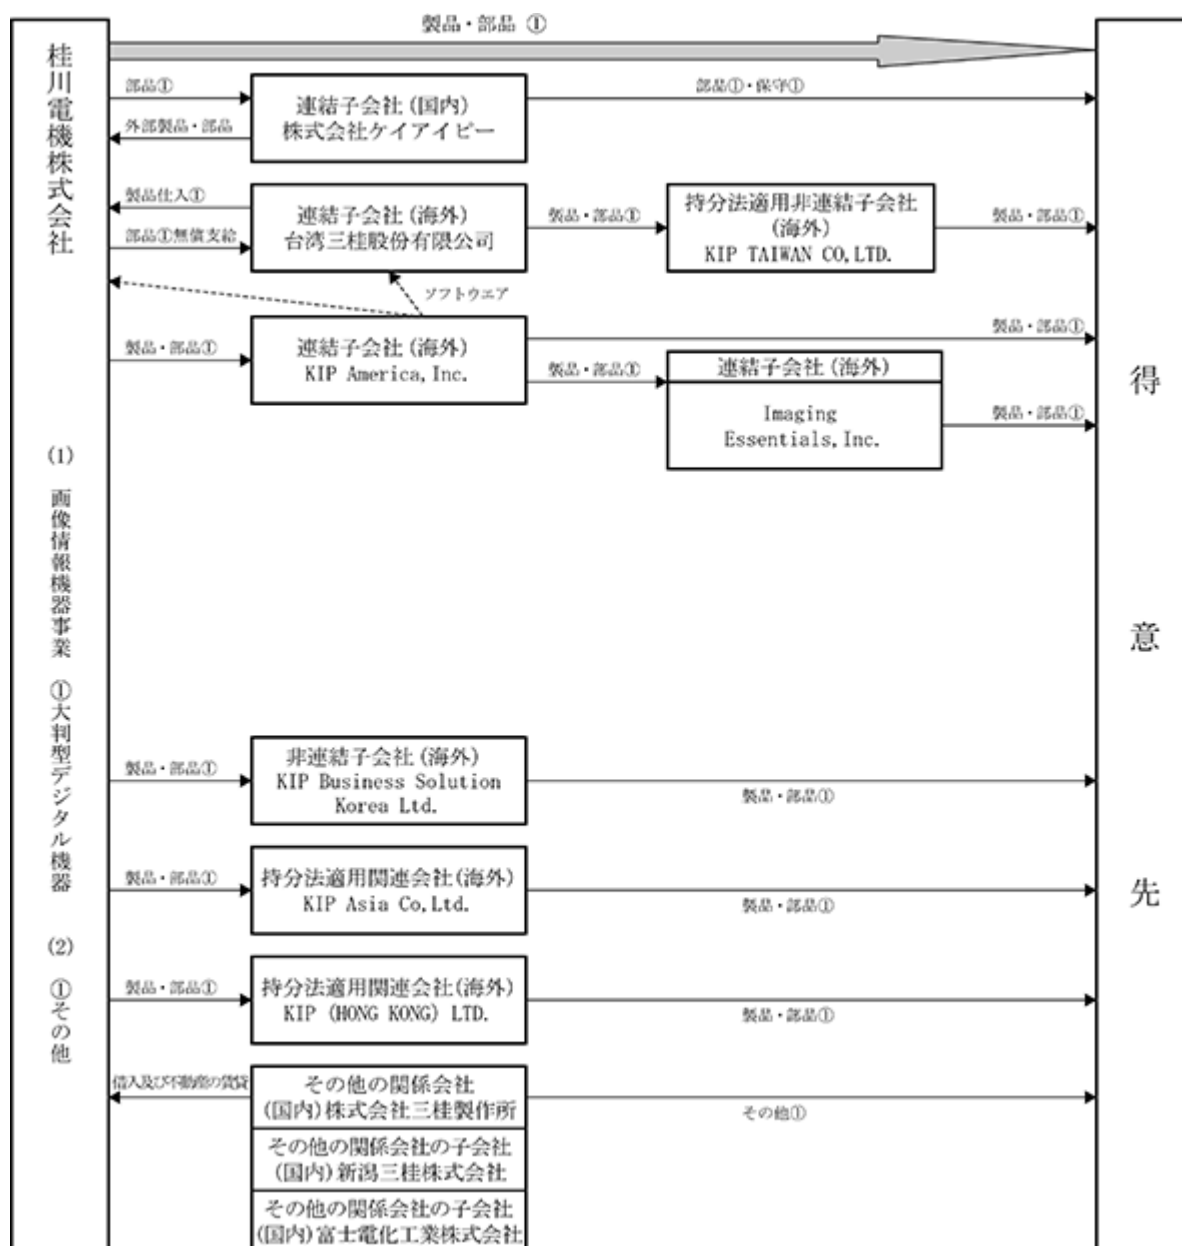 製品・部品 ①
桂川電機株式会社
部品①
連結子会社(国内)
株式会社ケイアイピー
部品①・保守①
外部製品・部品
製品仕入①
連結子会社(海外)
台湾三桂股份有限公司
部品①無償支給
製品・部品①
持分法適用非連結子会社
(海外)
KIP TAIWAN CO,LTD.
製品・部品①
ソフトウエア
製品・部品①
連結子会社(海外)
KIP America,Inc.
製品・部品①
製品・部品①
連結子会社(海外)
Imaging
Essentials,Inc.
製品・部品①
得意先
(1) 画像情報機器事業 ①大判型デジタル機器
(2) ①その他
製品・部品①
非連結子会社(海外)
KIP Business Solution
Korea Ltd.
製品・部品①
製品・部品①
持分法適用関連会社(海外)
KIP Asia Co,Ltd.
製品・部品①
製品・部品①
持分法適用関連会社(海外)
KIP (HONG KONG) LTD.
製品・部品①
借入及び不動産の賃貸
その他の関係会社
(国内)株式会社三桂製作所
その他①
その他の関係会社の子会社
(国内)新潟三桂株式会社
その他の関係会社の子会社
(国内)富士電化工業株式会社